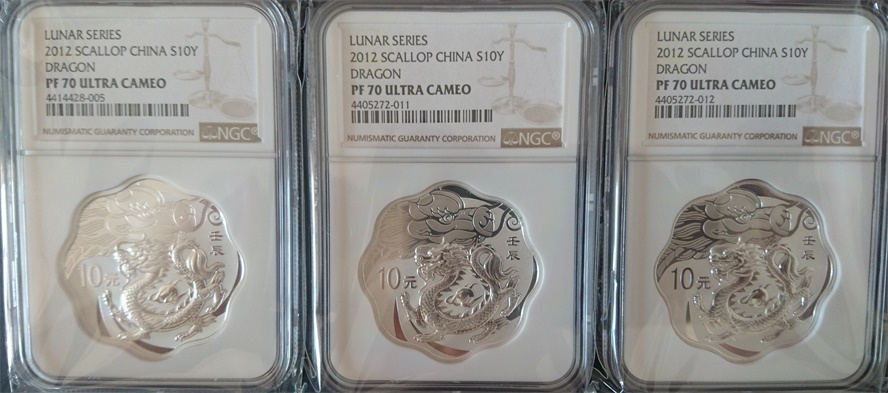 LUNAR SERIES
2012 SCALLOP CHINA S10Y
DRAGON
PF 70 ULTRA CAMEO
4414428-005
NUMISMATIC GUARANTY CORPORATION NGC®
壬辰
10元
LUNAR SERIES
2012 SCALLOP CHINA S10Y
DRAGON
PF 70 ULTRA CAMEO
4405272-011
NUMISMATIC GUARANTY CORPORATION NGC®
壬辰
10元
LUNAR SERIES
2012 SCALLOP CHINA S10Y
DRAGON
PF 70 ULTRA CAMEO
4405272-012
NUMISMATIC GUARANTY CORPORATION NGC®
壬辰
10元